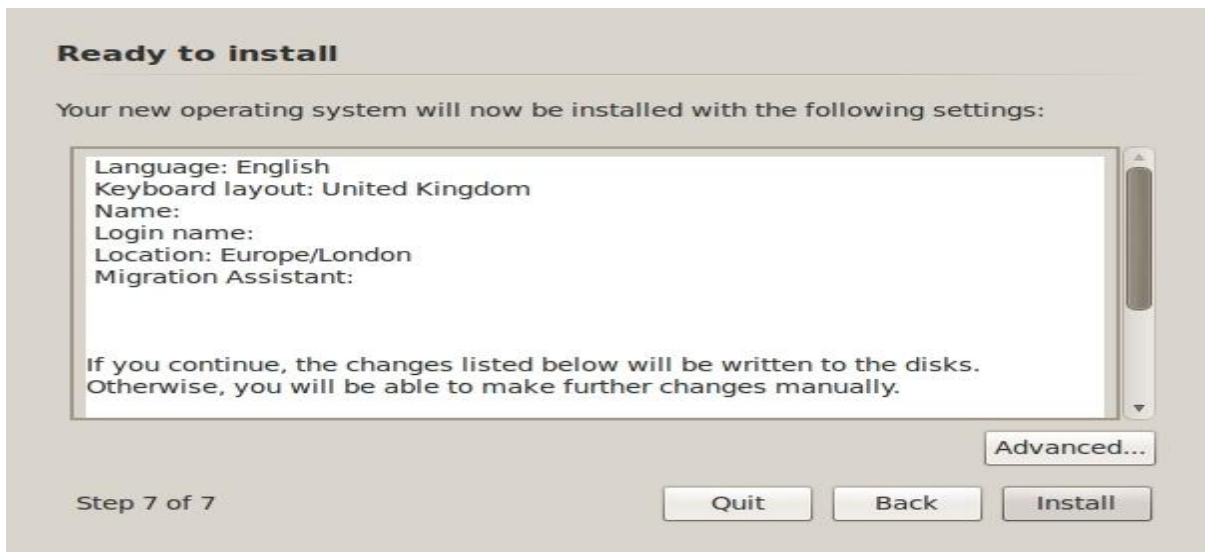 Ready to install
Your new operating system will now be installed with the following settings:
Language: English
Keyboard layout: United Kingdom
Name:
Login name:
Location: Europe/London
Migration Assistant:
If you continue, the changes listed below will be written to the disks.
Otherwise, you will be able to make further changes manually.
Advanced...
Step 7 of 7 Quit Back Install